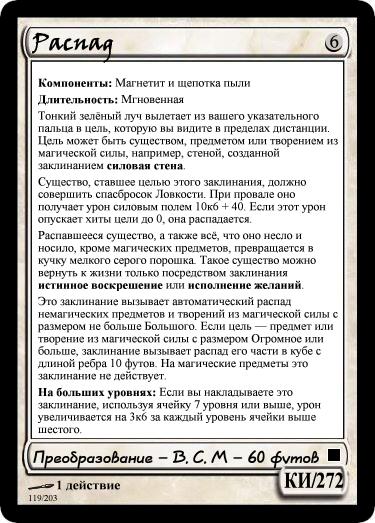 Распад 6
Компоненты: Магнетит и щепотка пыли
Длительность: Мгновенная
Тонкий зелёный луч вылетает из вашего указательного
пальца в цель, которую вы видите в пределах дистанции.
Цель может быть существом, предметом или творением из
магической силы, например, стеной, созданной
заклинанием силовая стена.
Существо, ставшее целью этого заклинания, должно
совершить спасбросок Ловкости. При провале оно
получает урон силовым полем 10к6 + 40. Если этот урон
опускает хиты цели до 0, она распадается.
Распавшееся существо, а также всё, что оно несло и
носило, кроме магических предметов, превращается в
кучку мелкого серого порошка. Такое существо можно
вернуть к жизни только посредством заклинания
истинное воскрешение или исполнение желаний.
Это заклинание вызывает автоматический распад
немагических предметов и творений из магической силы с
размером не больше Большого. Если цель — предмет или
творение из магической силы с размером Огромное или
больше, заклинание вызывает распад его части в кубе с
длиной ребра 10 футов. На магические предметы это
заклинание не действует.
На больших уровнях: Если вы накладываете это
заклинание, используя ячейку 7 уровня или выше, урон
увеличивается на 3к6 за каждый уровень ячейки выше
шестого.
Преобразование – В, С, М – 60 футов
КИ/272
1 действие
119/203